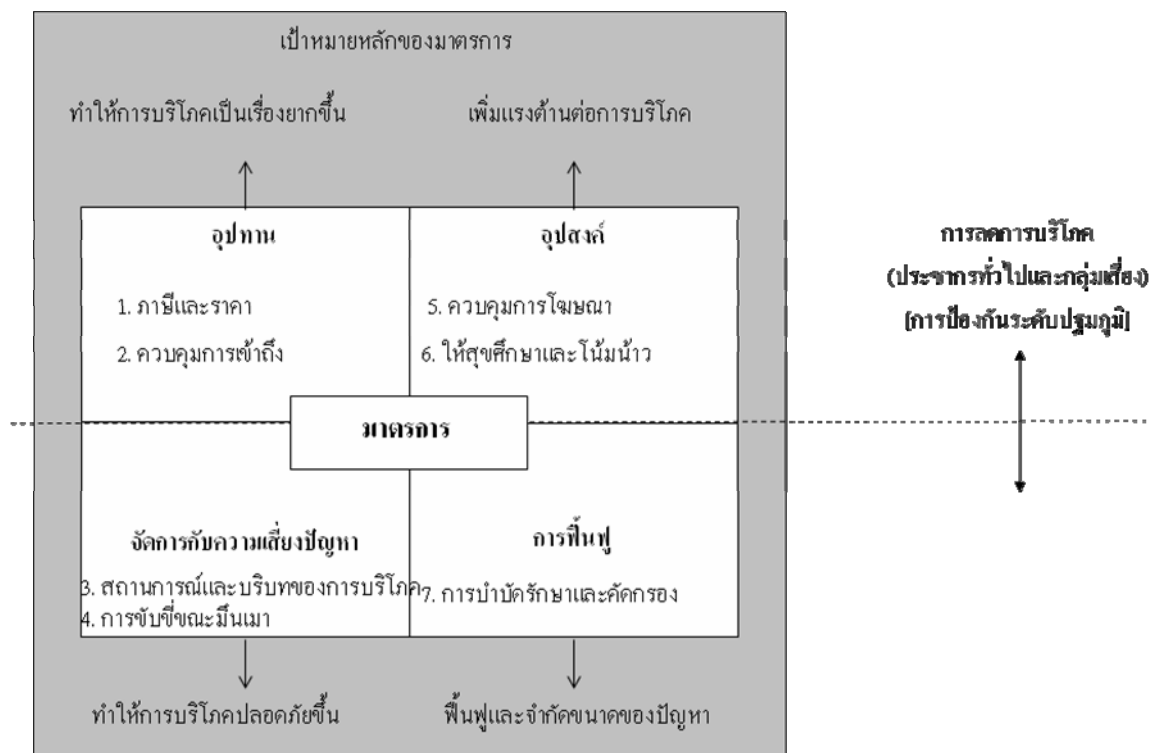 เป้าหมายหลักของมาตรการ
ทำให้การบริโภคเป็นเรื่องยากขึ้น
เพิ่มแรงต้านต่อการบริโภค
อุปทาน
1. ภาษีและราคา
2. ควบคุมการเข้าถึง
อุปสงค์
5. ควบคุมการโฆษณา
6. ให้สุขศึกษาและโน้มน้าว
มาตรการ
จัดการกับความเสี่ยงปัญหา
3. สถานการณ์และบริบทของการบริโภค
4. การขับขี่ขณะมึนเมา
การฟื้นฟู
7. การบำบัดรักษาและคัดกรอง
ทำให้การบริโภคปลอดภัยขึ้น
ฟื้นฟูและจำกัดขนาดของปัญหา
การลดการบริโภค
(ประชากรทั่วไปและกลุ่มเสี่ยง)
[การป้องกันระดับปฐมภูมิ]